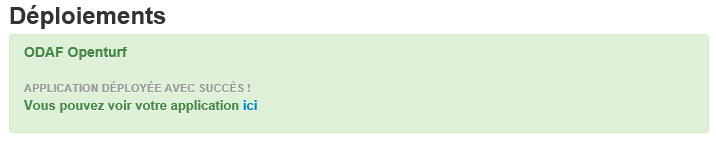 Déploiements
ODAF Openturf
APPLICATION DÉPLOYÉE AVEC SUCCÈS !
Vous pouvez voir votre application ici